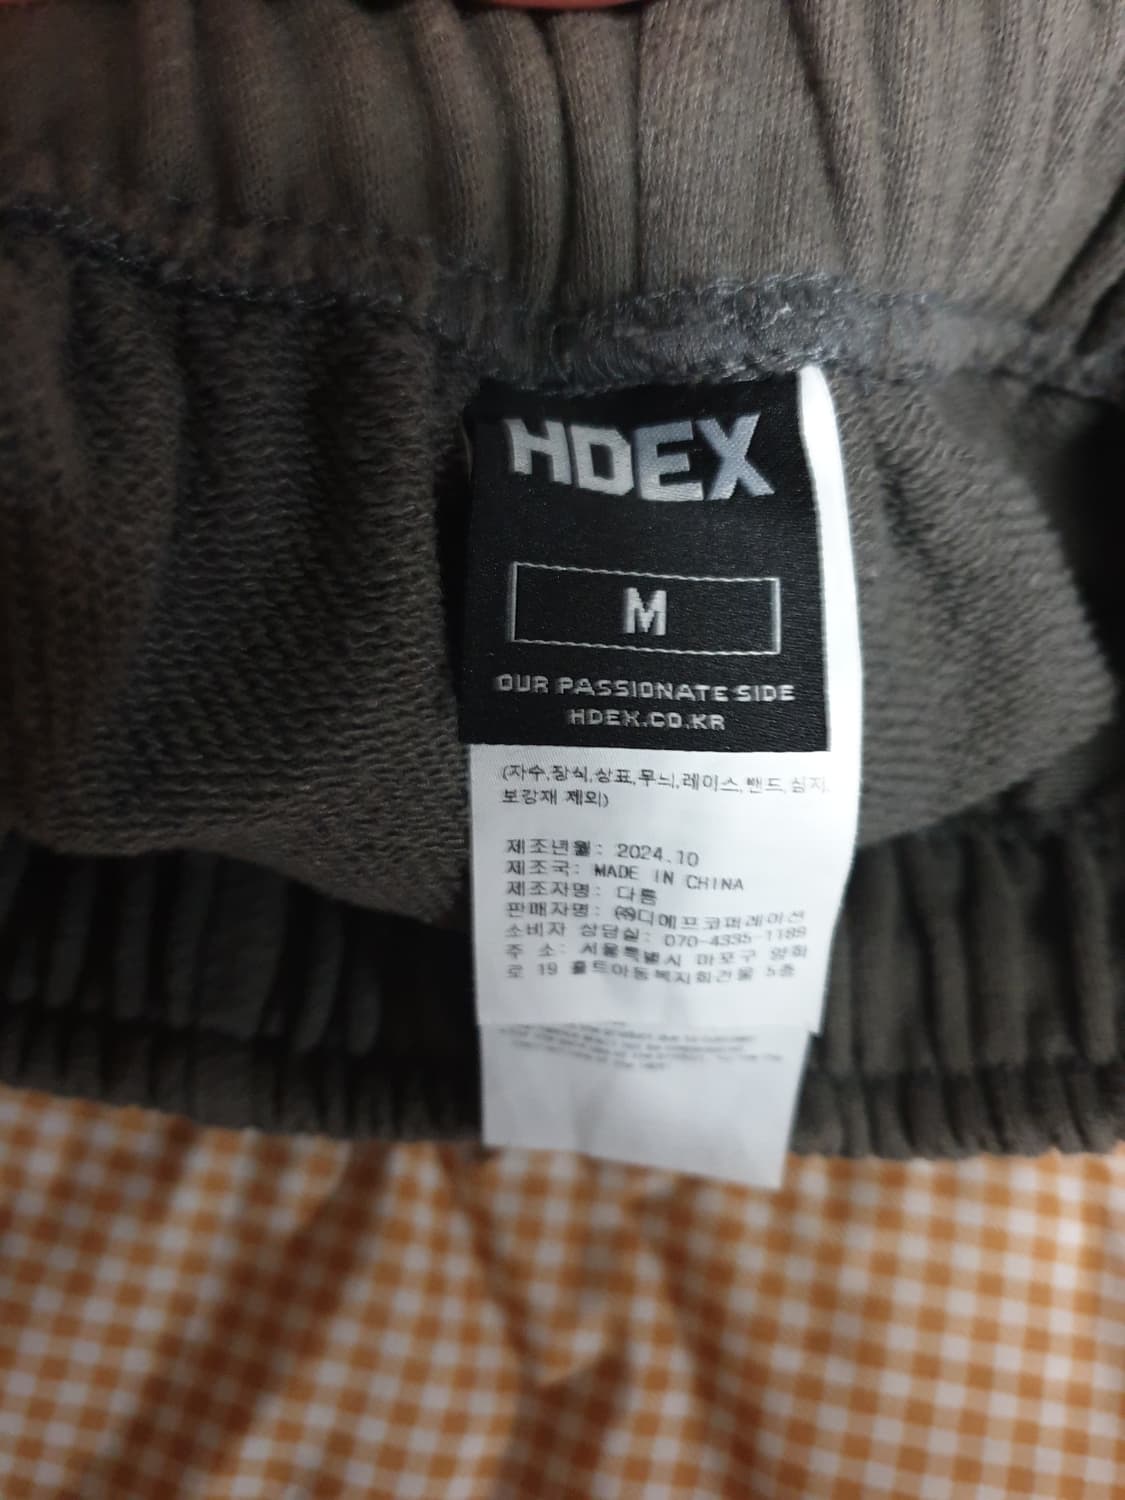 HDEX
M
OUR PASSIONATE SIDE
HDEX.CO.KR
(자수,장식,상표,무늬,레이스,밴드,심지,
보강재 제외)
제조년월: 2024.10
제조국: MADE IN CHINA
제조자명: 다름
판매자명: ㈜디에프코퍼레이션
소비자 상담실: 070-4335-1189
주 소: 서울특별시 마포구 양화
로 19 홀트아동복지회건물 5층